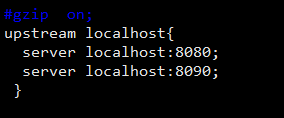 #gzip  on;
upstream localhost{
  server localhost:8080;
  server localhost:8090;
 }